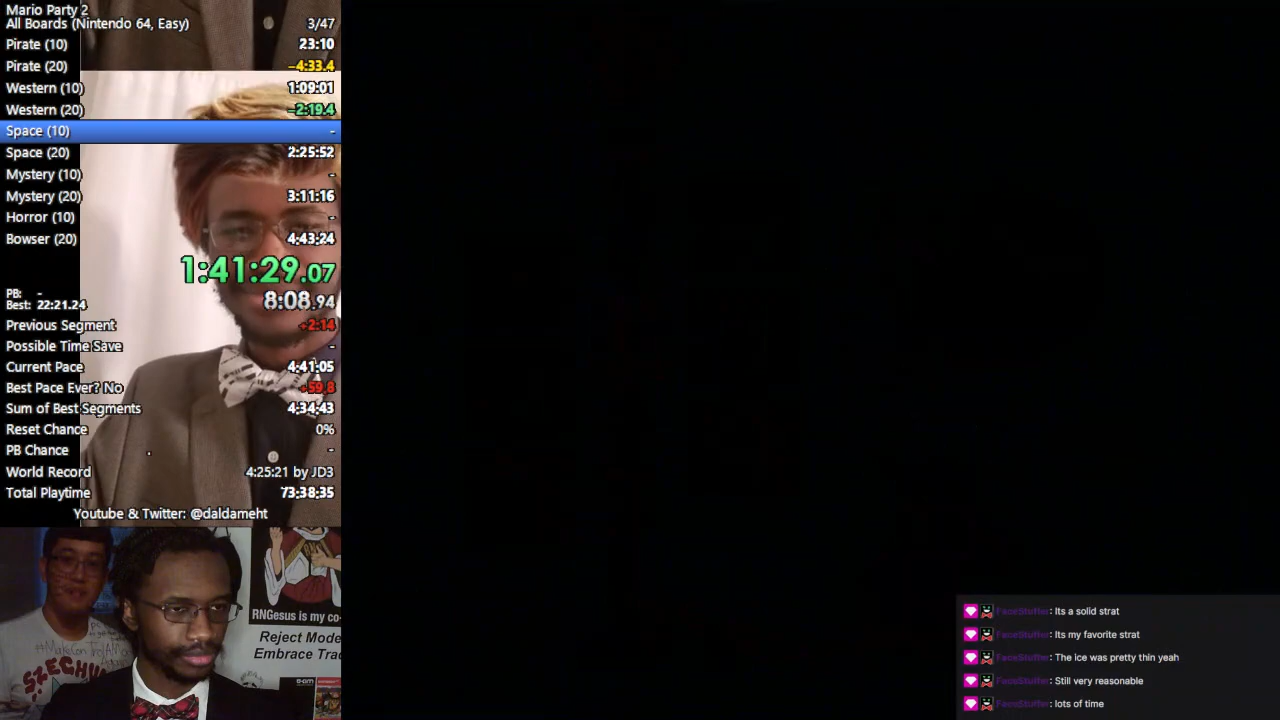 Mario Party 2
All Boards (Nintendo 64, Easy) 3/47
Pirate (10) 23:10
Pirate (20) -4:33.4
Western (10) 1:09:01
Western (20) -2:19.4
Space (10) -
Space (20) 2:25:52
Mystery (10) -
Mystery (20) 3:11:16
Horror (10) -
Bowser (20) 4:43:24
1:41:29.07
PB: -
8:08.94
Best: 22:21.24
Previous Segment +2:14
Possible Time Save -
Current Pace 4:41:05
Best Pace Ever? No +59.8
Sum of Best Segments 4:34:43
Reset Chance 0%
PB Chance -
World Record 4:25:21 by JD3
Total Playtime 73:38:35
Youtube & Twitter: @daldameht
RNGesus is my co-
Reject Mode
Embrace Tra
FaceStuffer: Its a solid strat
FaceStuffer: Its my favorite strat
FaceStuffer: The ice was pretty thin yeah
FaceStuffer: Still very reasonable
FaceStuffer: lots of time